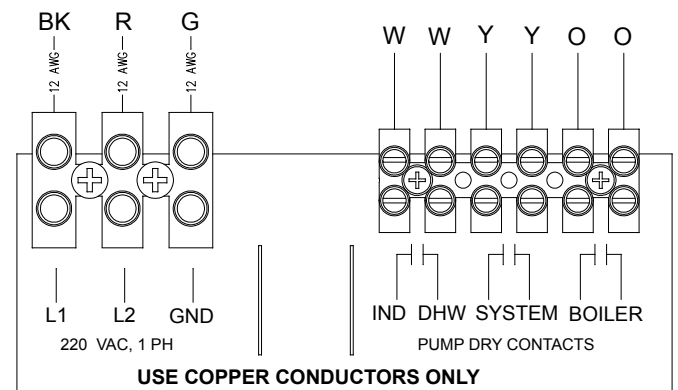 BK R G
12 AWG 12 AWG 12 AWG
W W Y Y O O
L1 L2 GND
220 VAC, 1 PH
IND DHW SYSTEM BOILER
PUMP DRY CONTACTS
USE COPPER CONDUCTORS ONLY